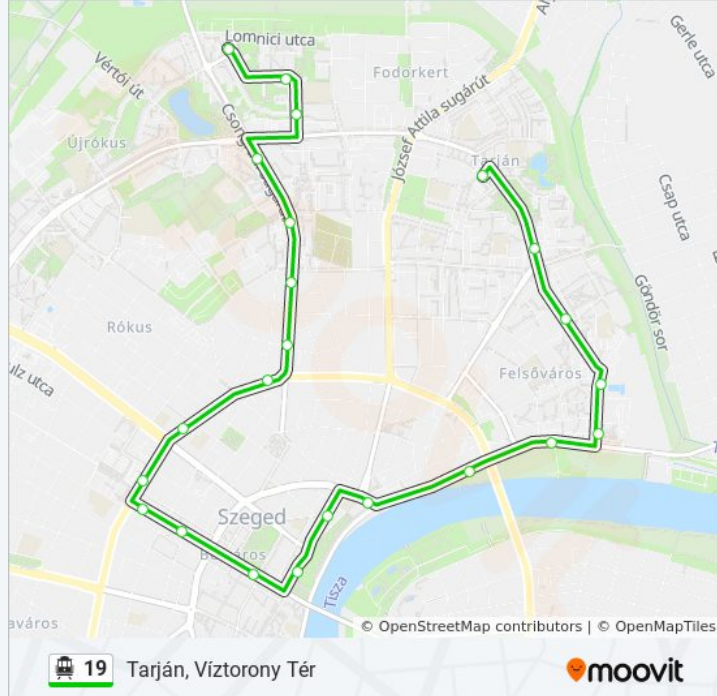 Lomnici utca
Gerle utca
Vértói út
Fodorkert
József Attila sugárút
Újrókus
Tarján
Csap utca
Göndör sor
Rókus
Felsőváros
Szeged
Tisza
aváros
© OpenStreetMap contributors | © OpenMapTiles
19 Tarján, Víztorony Tér
moovit